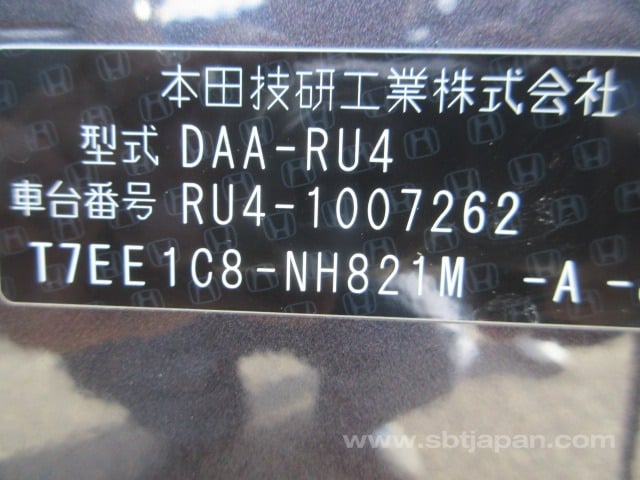 本田技研工業株式会社
型式 DAA-RU4
車台番号 RU4-1007262
T7EE1C8-NH821M -A -
www.sbtjapan.com